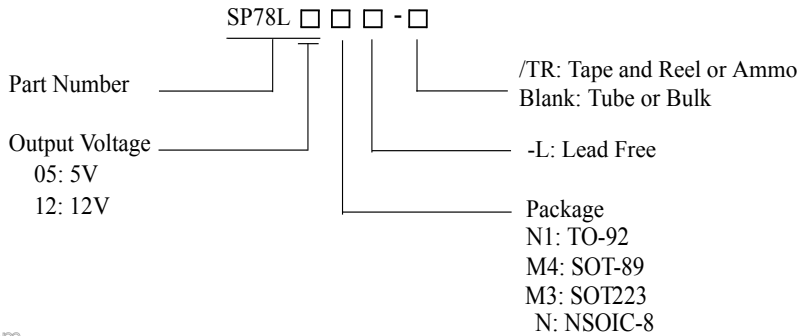 SP78L □ □ □ - □
Part Number
/TR: Tape and Reel or Ammo
Blank: Tube or Bulk
Output Voltage
05: 5V
12: 12V
-L: Lead Free
Package
N1: TO-92
M4: SOT-89
M3: SOT223
N: NSOIC-8